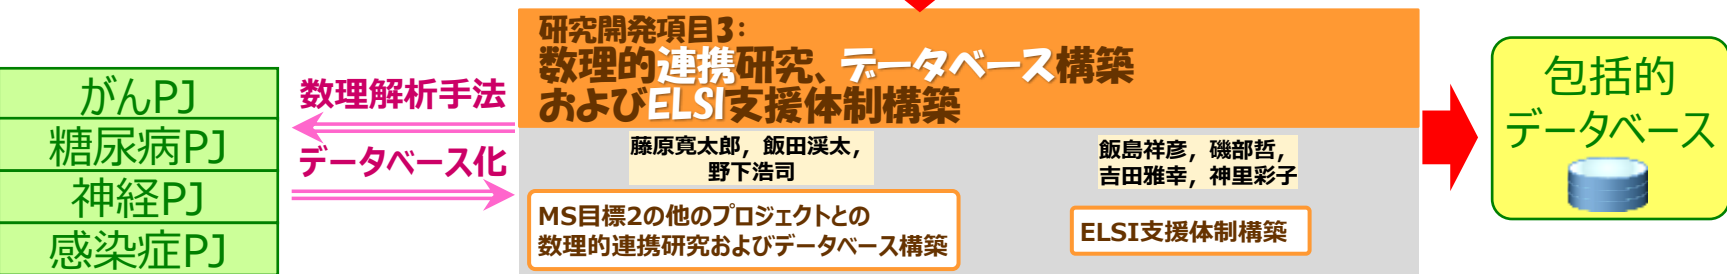 がんPJ
糖尿病PJ
神経PJ
感染症PJ
数理解析手法
データベース化
研究開発項目3:
数理的連携研究、データベース構築
およびELSI支援体制構築
藤原寛太郎，飯田渓太，
野下浩司
MS目標2の他のプロジェクトとの
数理的連携研究およびデータベース構築
飯島祥彦，磯部哲，
吉田雅幸，神里彩子
ELSI支援体制構築
包括的
データベース